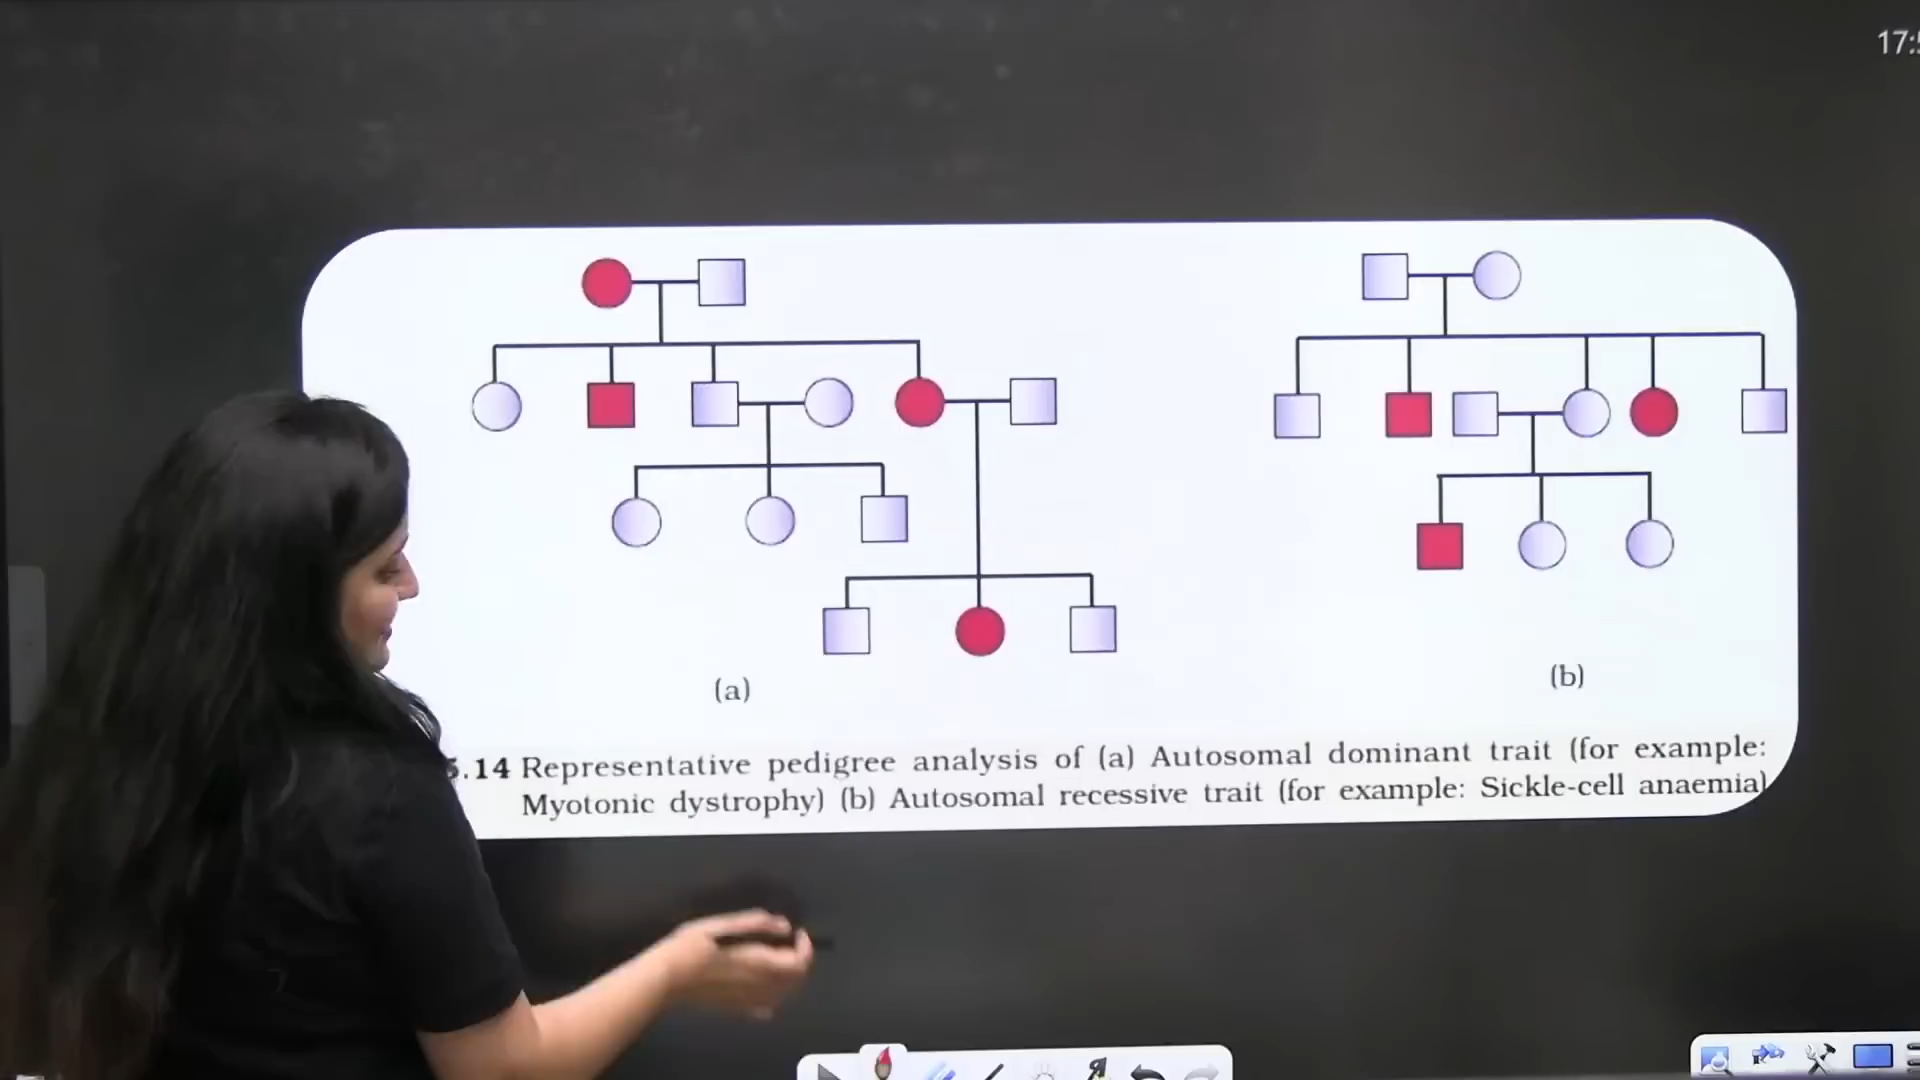 (a)
(b)
.14 Representative pedigree analysis of (a) Autosomal dominant trait (for example:
Myotonic dystrophy) (b) Autosomal recessive trait (for example: Sickle-cell anaemia)